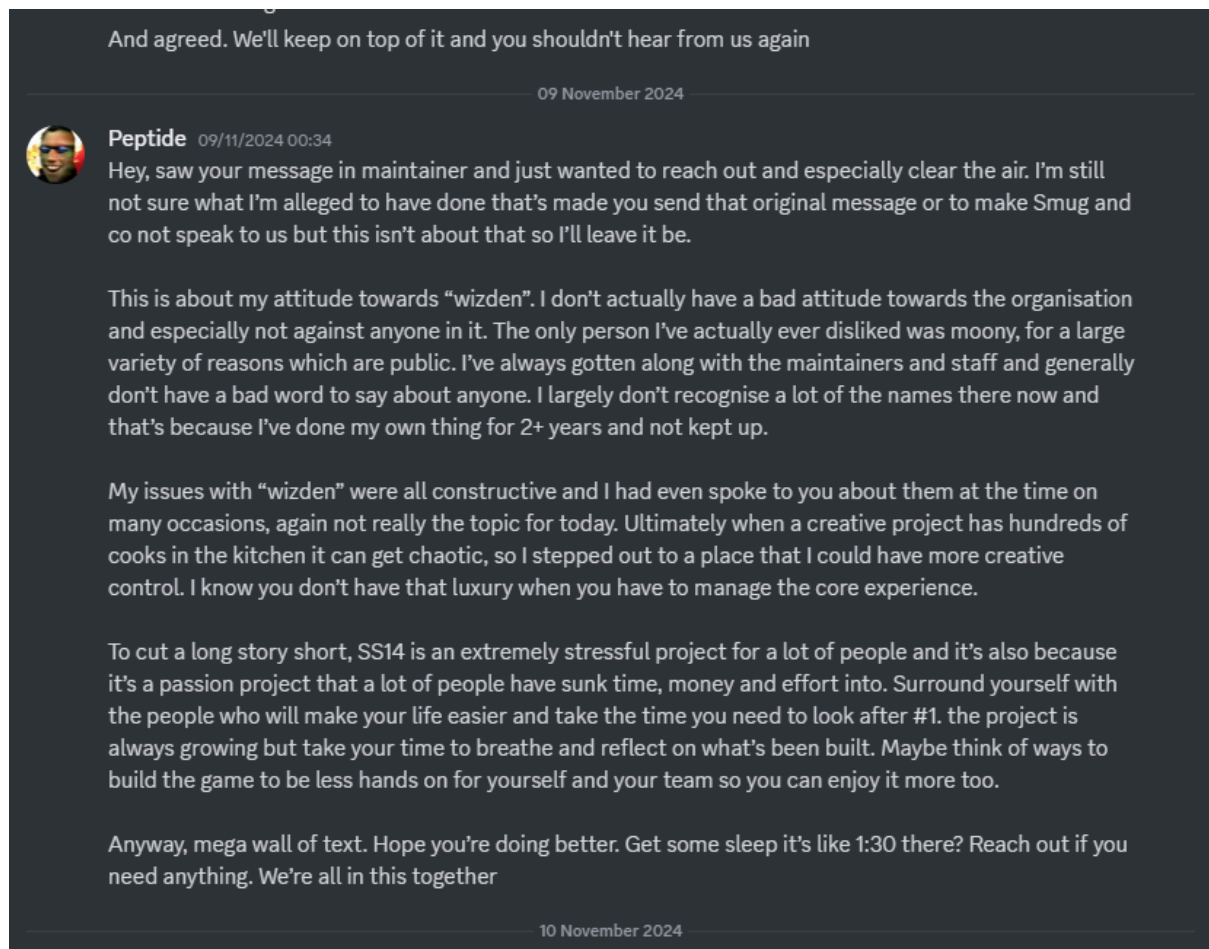 And agreed. We'll keep on top of it and you shouldn't hear from us again
09 November 2024
Peptide 09/11/2024 00:34
Hey, saw your message in maintainer and just wanted to reach out and especially clear the air. I'm still
not sure what I'm alleged to have done that's made you send that original message or to make Smug and
co not speak to us but this isn't about that so I'll leave it be.
This is about my attitude towards “wizden”. I don't actually have a bad attitude towards the organisation
and especially not against anyone in it. The only person I've actually ever disliked was moony, for a large
variety of reasons which are public. I've always gotten along with the maintainers and staff and generally
don't have a bad word to say about anyone. I largely don't recognise a lot of the names there now and
that's because I've done my own thing for 2+ years and not kept up.
My issues with “wizden” were all constructive and I had even spoke to you about them at the time on
many occasions, again not really the topic for today. Ultimately when a creative project has hundreds of
cooks in the kitchen it can get chaotic, so I stepped out to a place that I could have more creative
control. I know you don't have that luxury when you have to manage the core experience.
To cut a long story short, SS14 is an extremely stressful project for a lot of people and it's also because
it's a passion project that a lot of people have sunk time, money and effort into. Surround yourself with
the people who will make your life easier and take the time you need to look after #1. the project is
always growing but take your time to breathe and reflect on what's been built. Maybe think of ways to
build the game to be less hands on for yourself and your team so you can enjoy it more too.
Anyway, mega wall of text. Hope you're doing better. Get some sleep it's like 1:30 there? Reach out if you
need anything. We're all in this together
10 November 2024